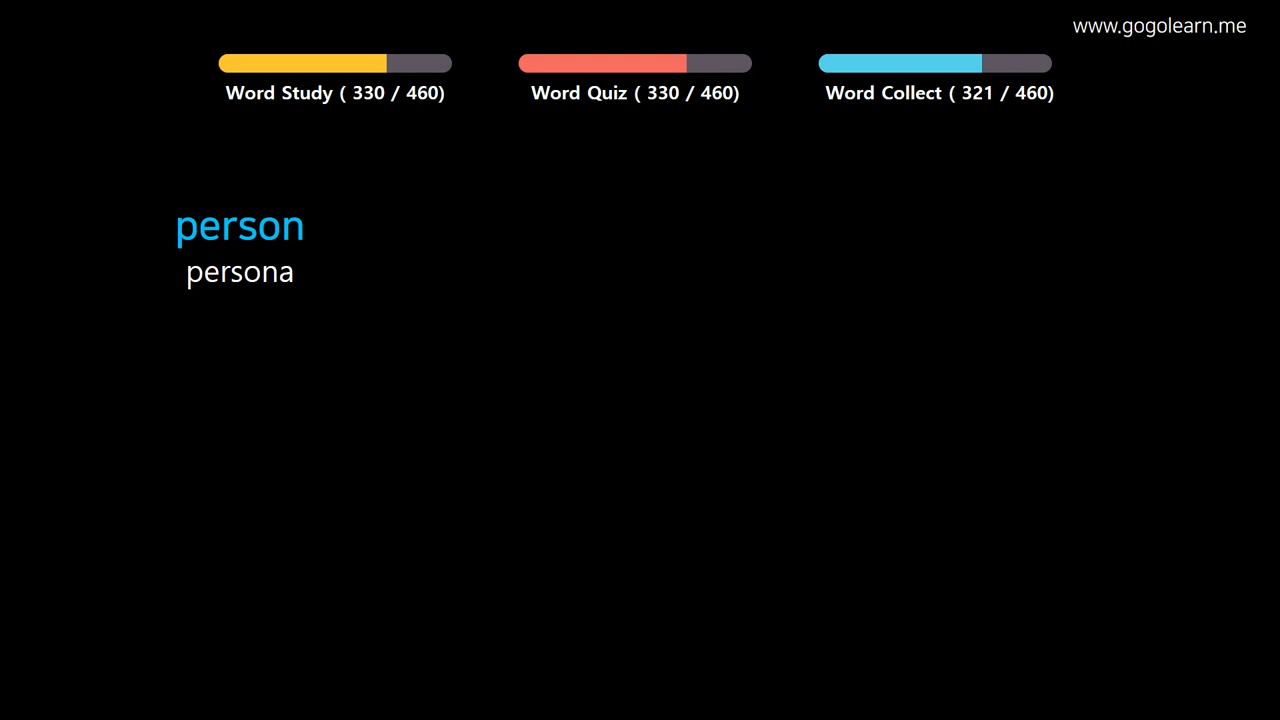 www.gogolearn.me
Word Study ( 330 / 460)
Word Quiz ( 330 / 460)
Word Collect ( 321 / 460)
person
persona